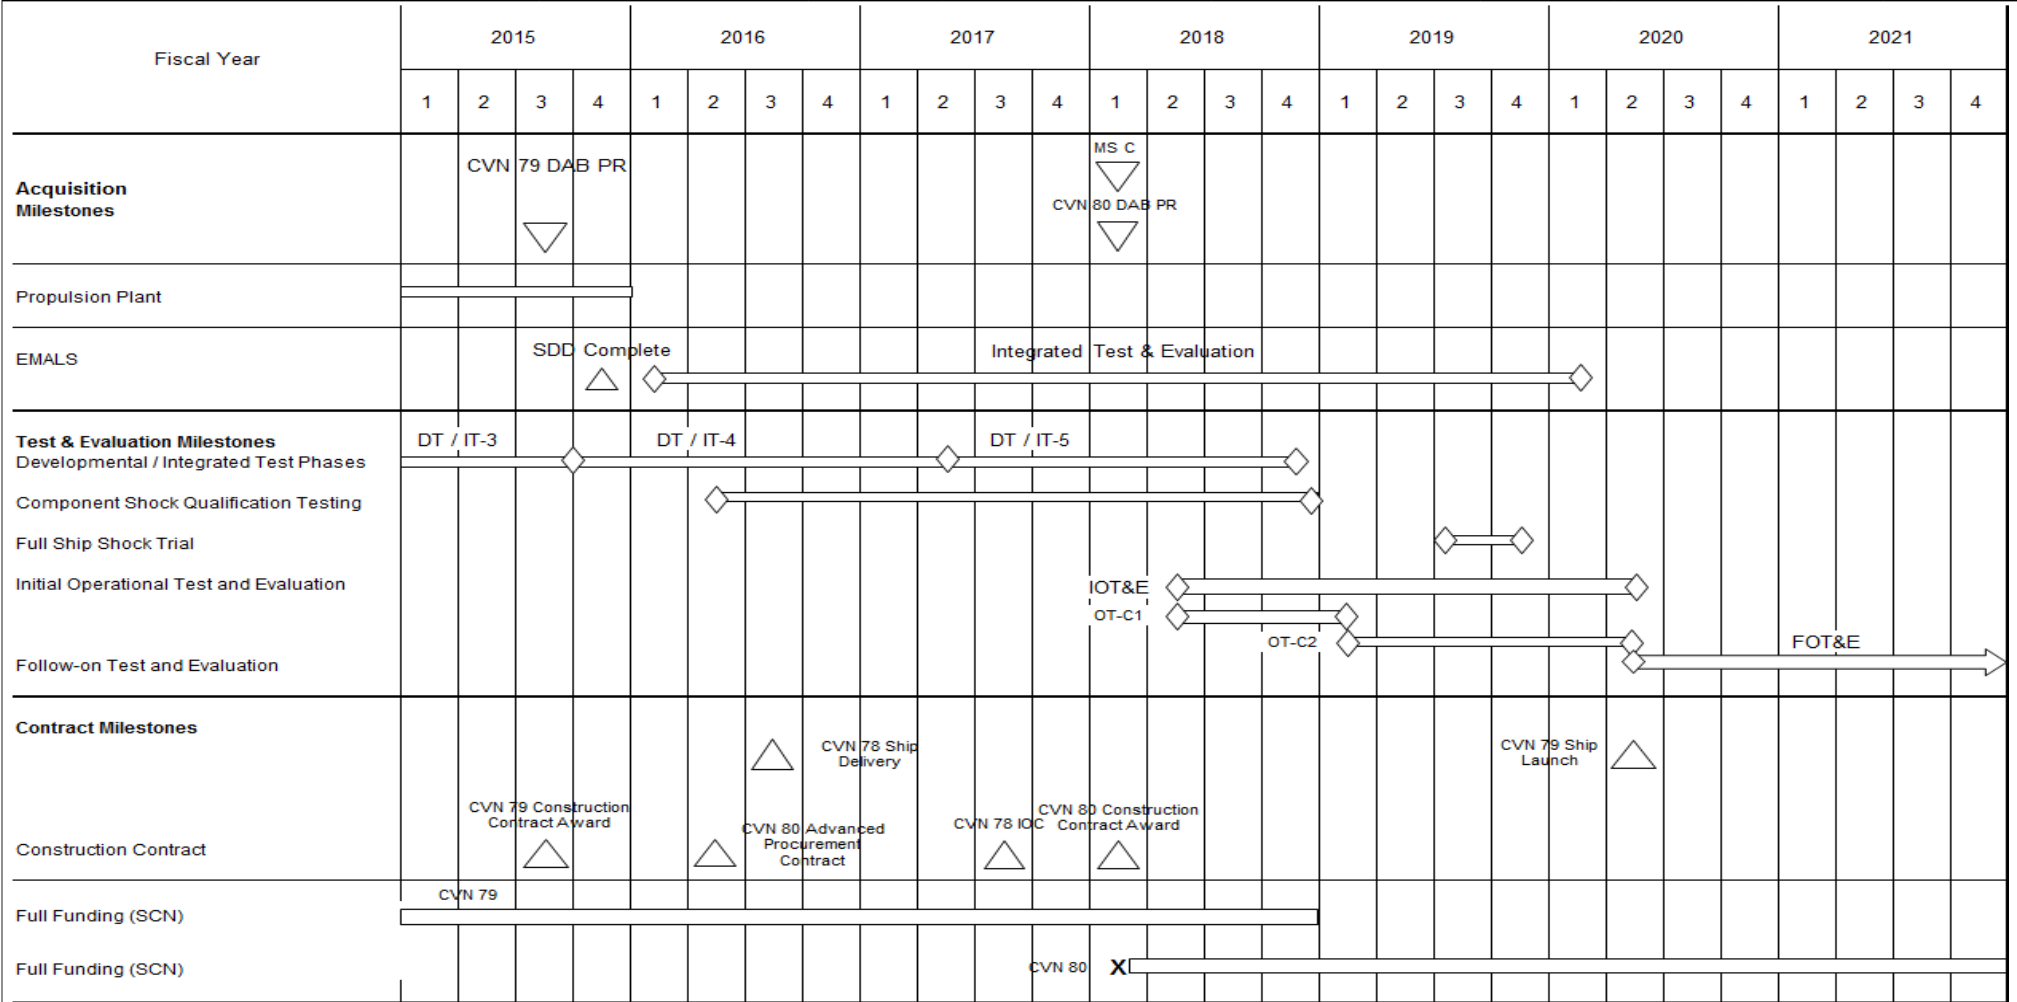 Fiscal Year
2015 2016 2017 2018 2019 2020 2021
1 2 3 4 1 2 3 4 1 2 3 4 1 2 3 4 1 2 3 4 1 2 3 4 1 2 3 4
Acquisition
Milestones
CVN 79 DAB PR
MS C
CVN 80 DAB PR
Propulsion Plant
EMALS
SDD Complete
Integrated Test & Evaluation
Test & Evaluation Milestones
Developmental / Integrated Test Phases
DT / IT-3
DT / IT-4
DT / IT-5
Component Shock Qualification Testing
Full Ship Shock Trial
Initial Operational Test and Evaluation
IOT&E
OT-C1
OT-C2
Follow-on Test and Evaluation
FOT&E
Contract Milestones
CVN 78 Ship
Delivery
CVN 79 Ship
Launch
Construction Contract
CVN 79 Construction
Contract Award
CVN 80 Advanced
Procurement
Contract
CVN 78 IOC
CVN 80 Construction
Contract Award
Full Funding (SCN)
CVN 79
Full Funding (SCN)
CVN 80 X